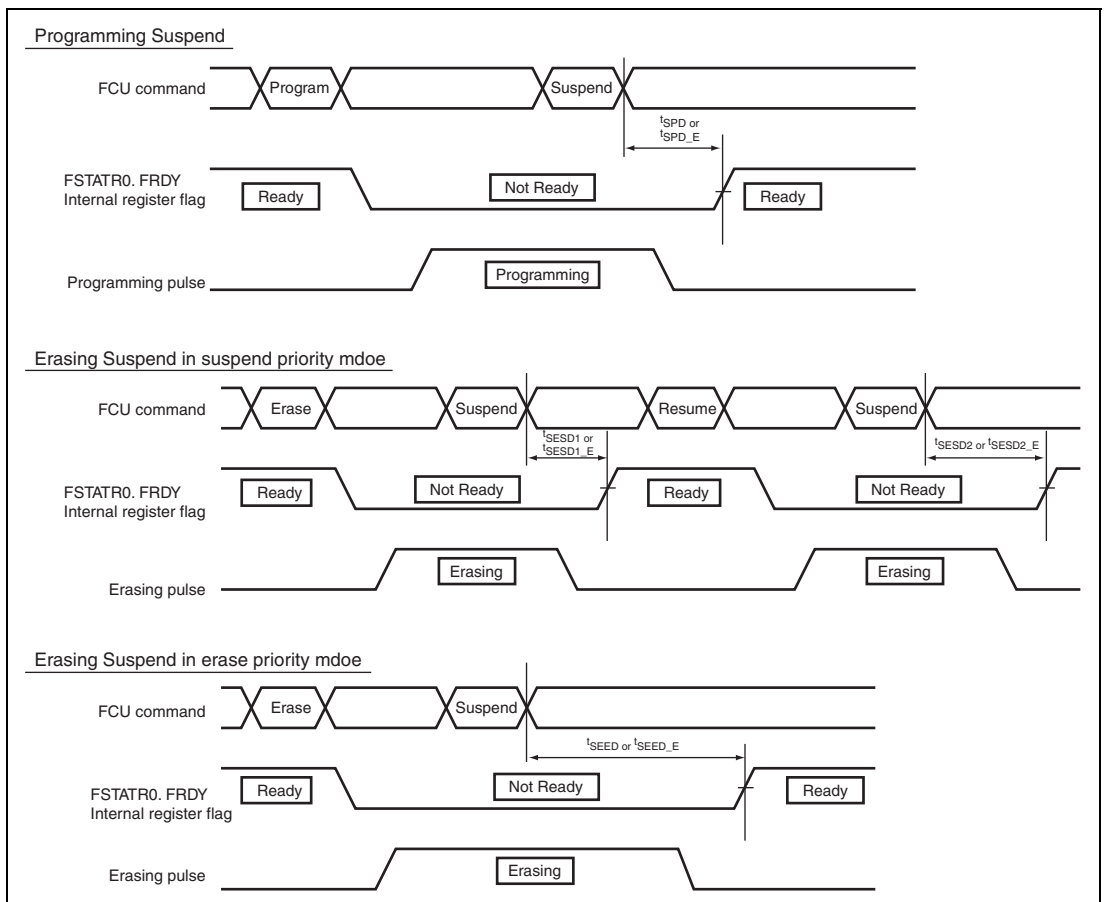 Programming Suspend
FCU command
Program
Suspend
tSPD or
tSPD_E
FSTATR0. FRDY
Internal register flag
Ready
Not Ready
Ready
Programming pulse
Programming
Erasing Suspend in suspend priority mdoe
FCU command
Erase
Suspend
Resume
Suspend
tSESD1 or
tSESD1_E
tSESD2 or tSESD2_E
FSTATR0. FRDY
Internal register flag
Ready
Not Ready
Ready
Not Ready
Erasing pulse
Erasing
Erasing
Erasing Suspend in erase priority mdoe
FCU command
Erase
Suspend
tSEED or tSEED_E
FSTATR0. FRDY
Internal register flag
Ready
Not Ready
Ready
Erasing pulse
Erasing